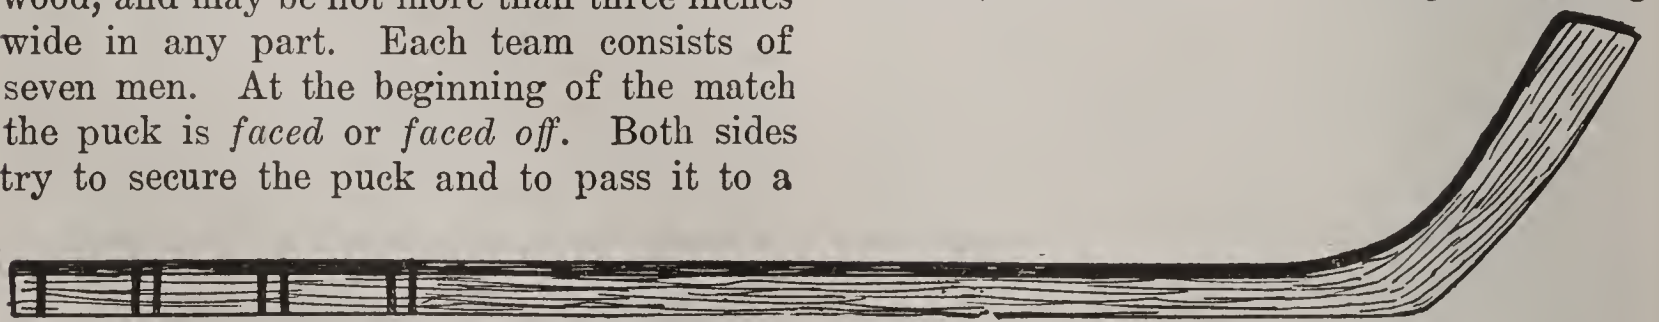 wood, and may be not more than three inches
wide in any part. Each team consists of
seven men. At the beginning of the match
the puck is faced or faced off. Both sides
try to secure the puck and to pass it to a